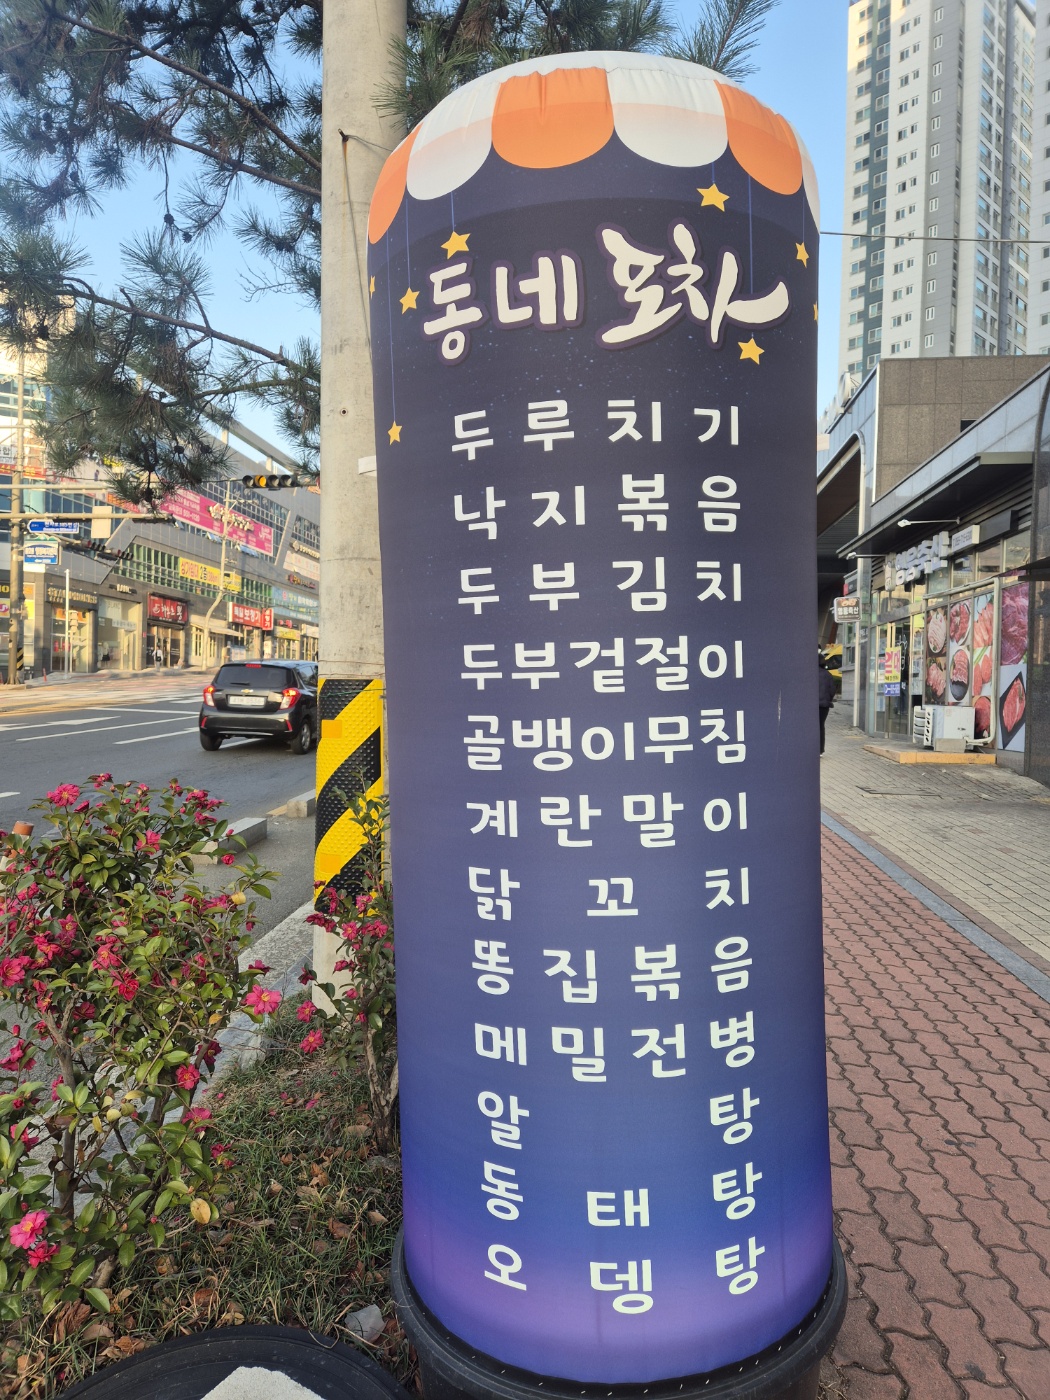 동네포차
두루치기
낙지볶음
두부김치
두부겉절이
골뱅이무침
계란말이
닭꼬치
똥집볶음
메밀전병
알탕
동태탕
오뎅탕